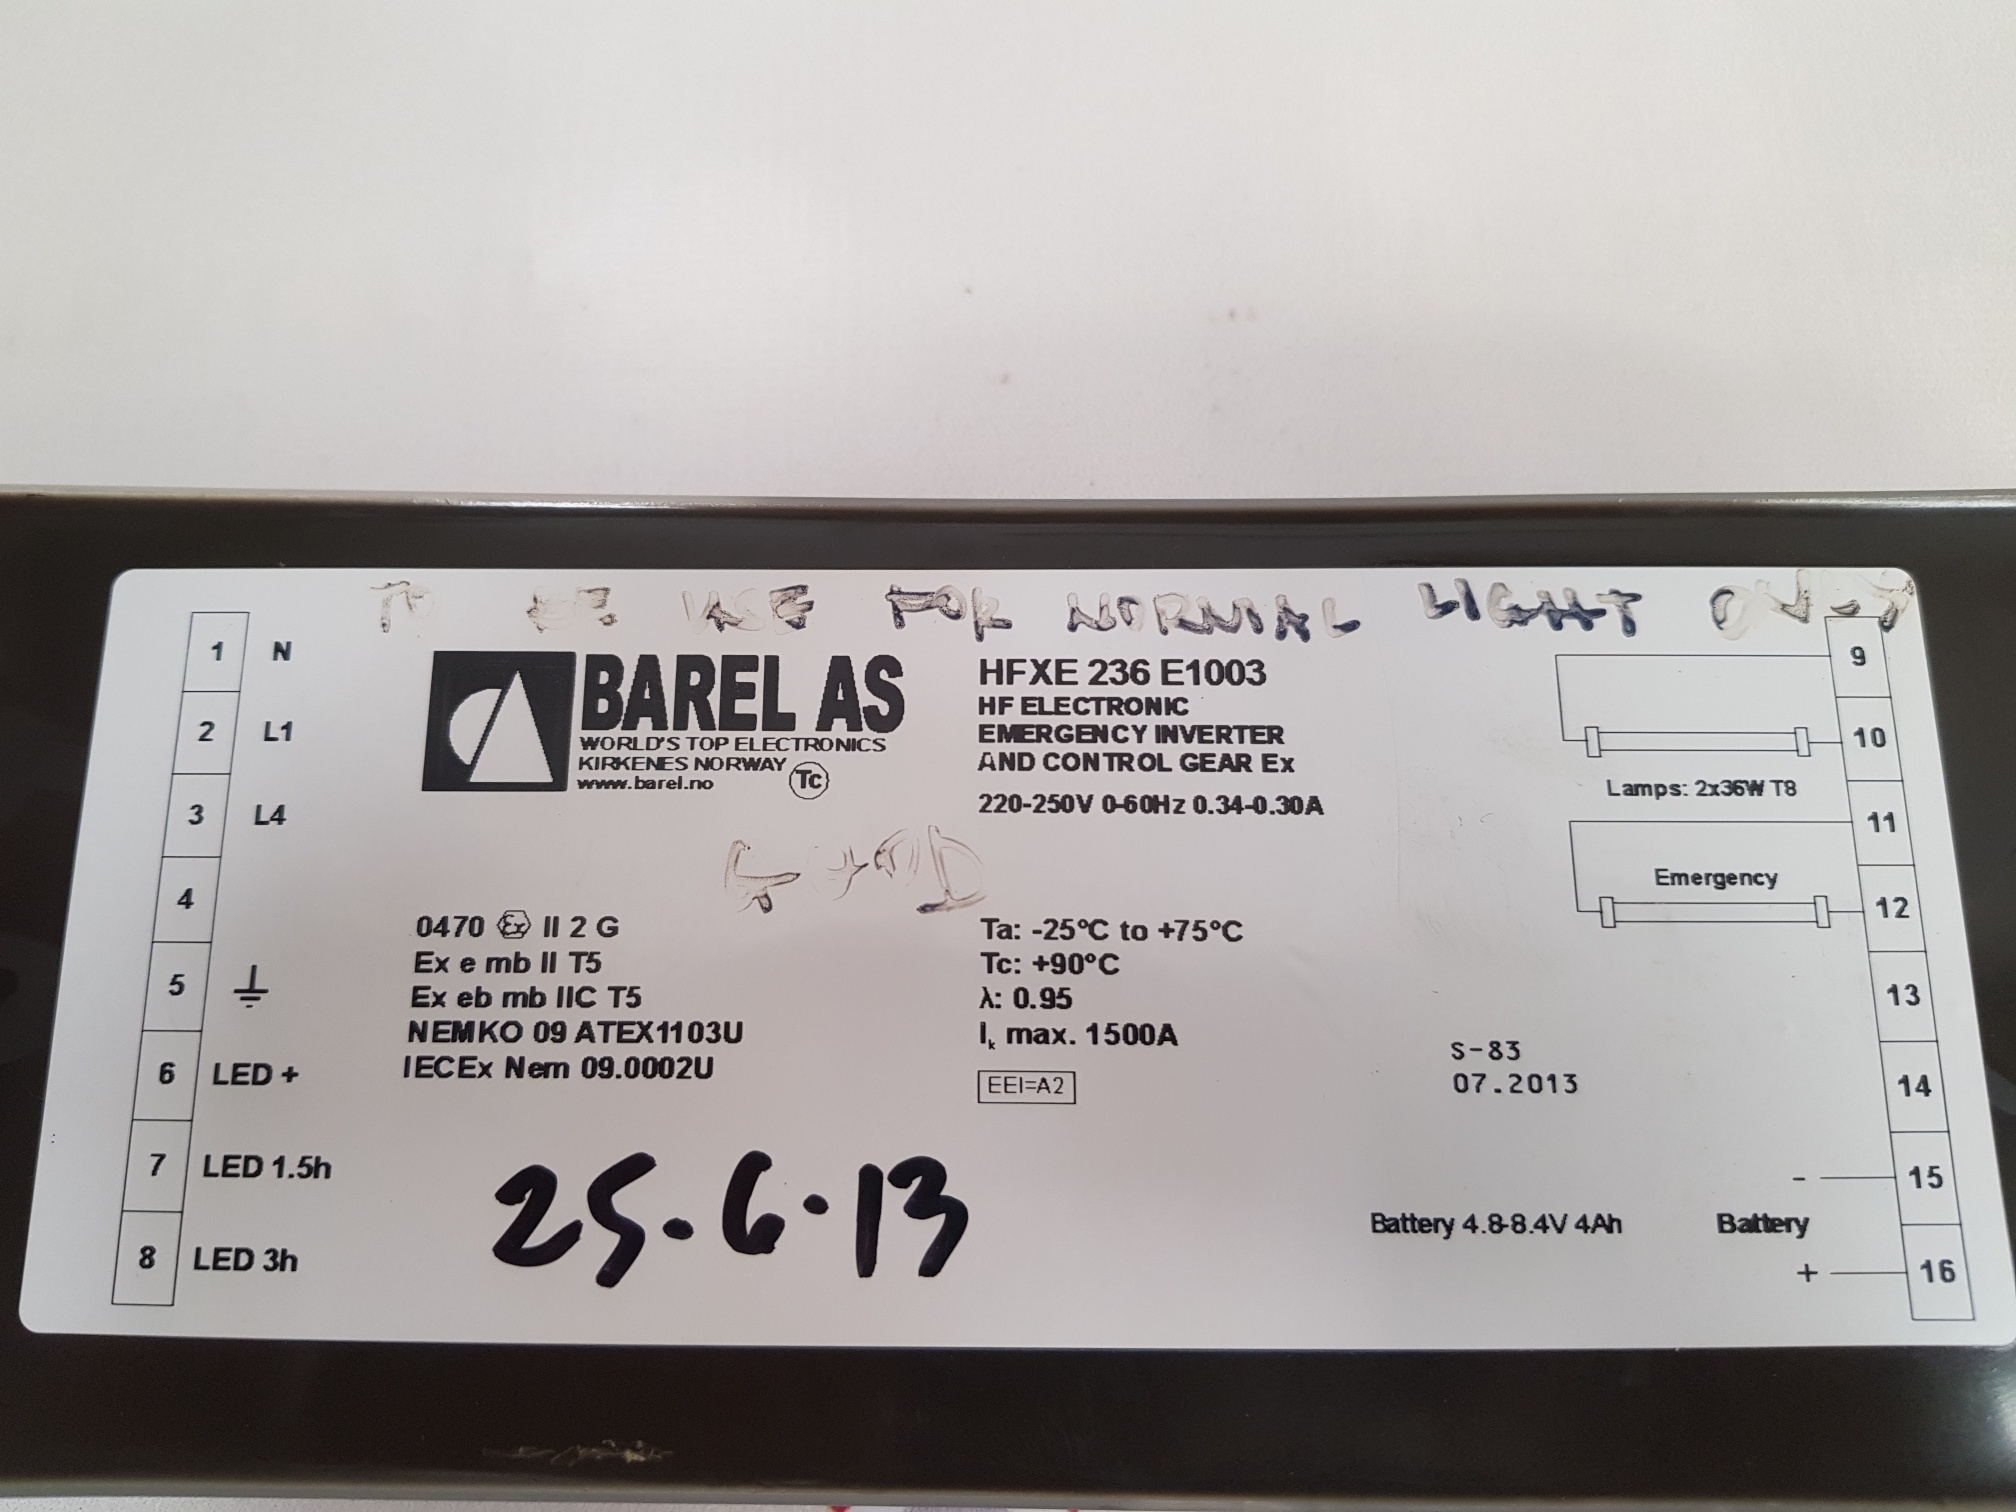 TO BE USE FOR NORMAL LIGHT ONLY
1 N
2 L1
3 L4
4
5
6 LED +
7 LED 1.5h
8 LED 3h
BAREL AS
WORLD'S TOP ELECTRONICS
KIRKENES NORWAY
www.barel.no
Tc
HFXE 236 E1003
HF ELECTRONIC
EMERGENCY INVERTER
AND CONTROL GEAR Ex
220-250V 0-60Hz 0.34-0.30A
GOOD
0470 Ex II 2 G
Ex e mb II T5
Ex eb mb IIC T5
NEMKO 09 ATEX1103U
IECEx Nem 09.0002U
Ta: -25°C to +75°C
Tc: +90°C
λ: 0.95
Ik max. 1500A
EEI=A2
25.6.13
Lamps: 2x36W T8
Emergency
S-83
07.2013
Battery 4.8-8.4V 4Ah
Battery
-
+
9
10
11
12
13
14
15
16